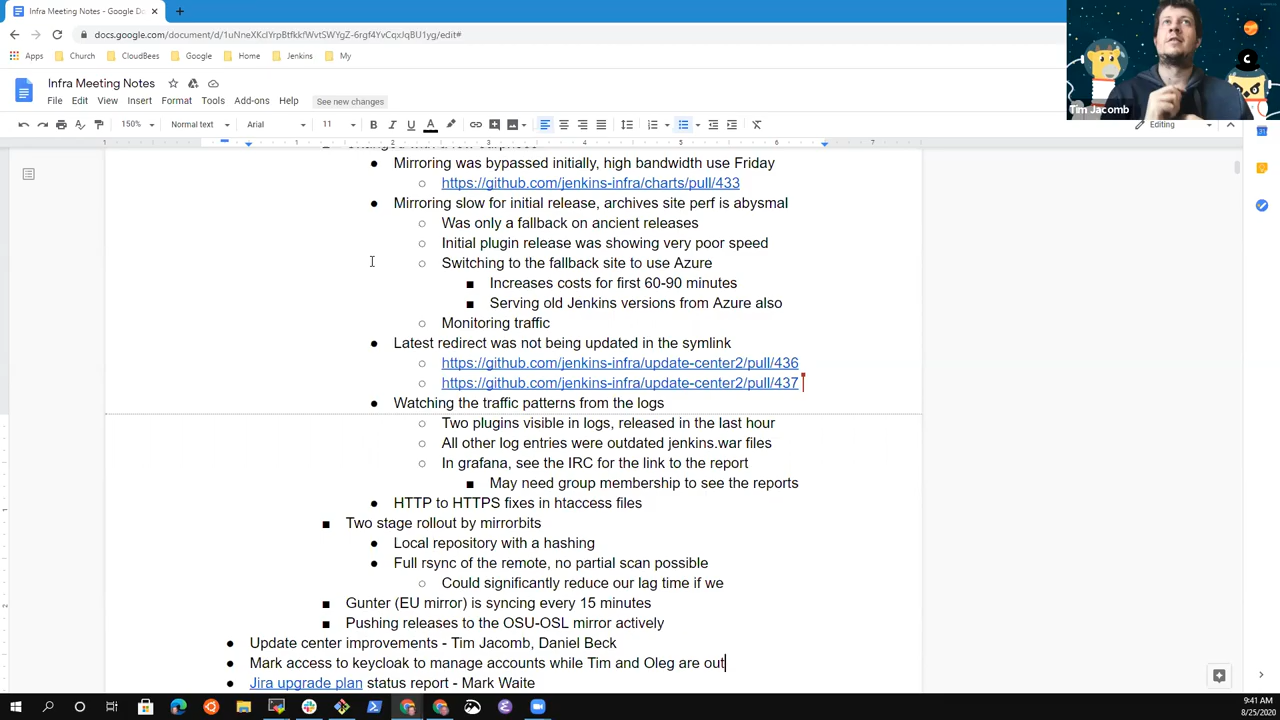 Infra Meeting Notes - Google Do
docs.google.com/document/d/1uNneXKcIYrpBtfkkfWvtSWYgZ-6rgf4YvCqxJqBU1yg/edit#
Apps Church CloudBees Google Home Jenkins My
Tim Jacomb
Infra Meeting Notes
File Edit View Insert Format Tools Add-ons Help See new changes
150% Normal text Arial 11 B I U A Editing
1 1 2 3 4 5 6 7
Mirroring was bypassed initially, high bandwidth use Friday
https://github.com/jenkins-infra/charts/pull/433
Mirroring slow for initial release, archives site perf is abysmal
Was only a fallback on ancient releases
Initial plugin release was showing very poor speed
Switching to the fallback site to use Azure
Increases costs for first 60-90 minutes
Serving old Jenkins versions from Azure also
Monitoring traffic
Latest redirect was not being updated in the symlink
https://github.com/jenkins-infra/update-center2/pull/436
https://github.com/jenkins-infra/update-center2/pull/437
Watching the traffic patterns from the logs
Two plugins visible in logs, released in the last hour
All other log entries were outdated jenkins.war files
In grafana, see the IRC for the link to the report
May need group membership to see the reports
HTTP to HTTPS fixes in htaccess files
Two stage rollout by mirrorbits
Local repository with a hashing
Full rsync of the remote, no partial scan possible
Could significantly reduce our lag time if we
Gunter (EU mirror) is syncing every 15 minutes
Pushing releases to the OSU-OSL mirror actively
Update center improvements - Tim Jacomb, Daniel Beck
Mark access to keycloak to manage accounts while Tim and Oleg are out
Jira upgrade plan status report - Mark Waite
9:41 AM
8/25/2020